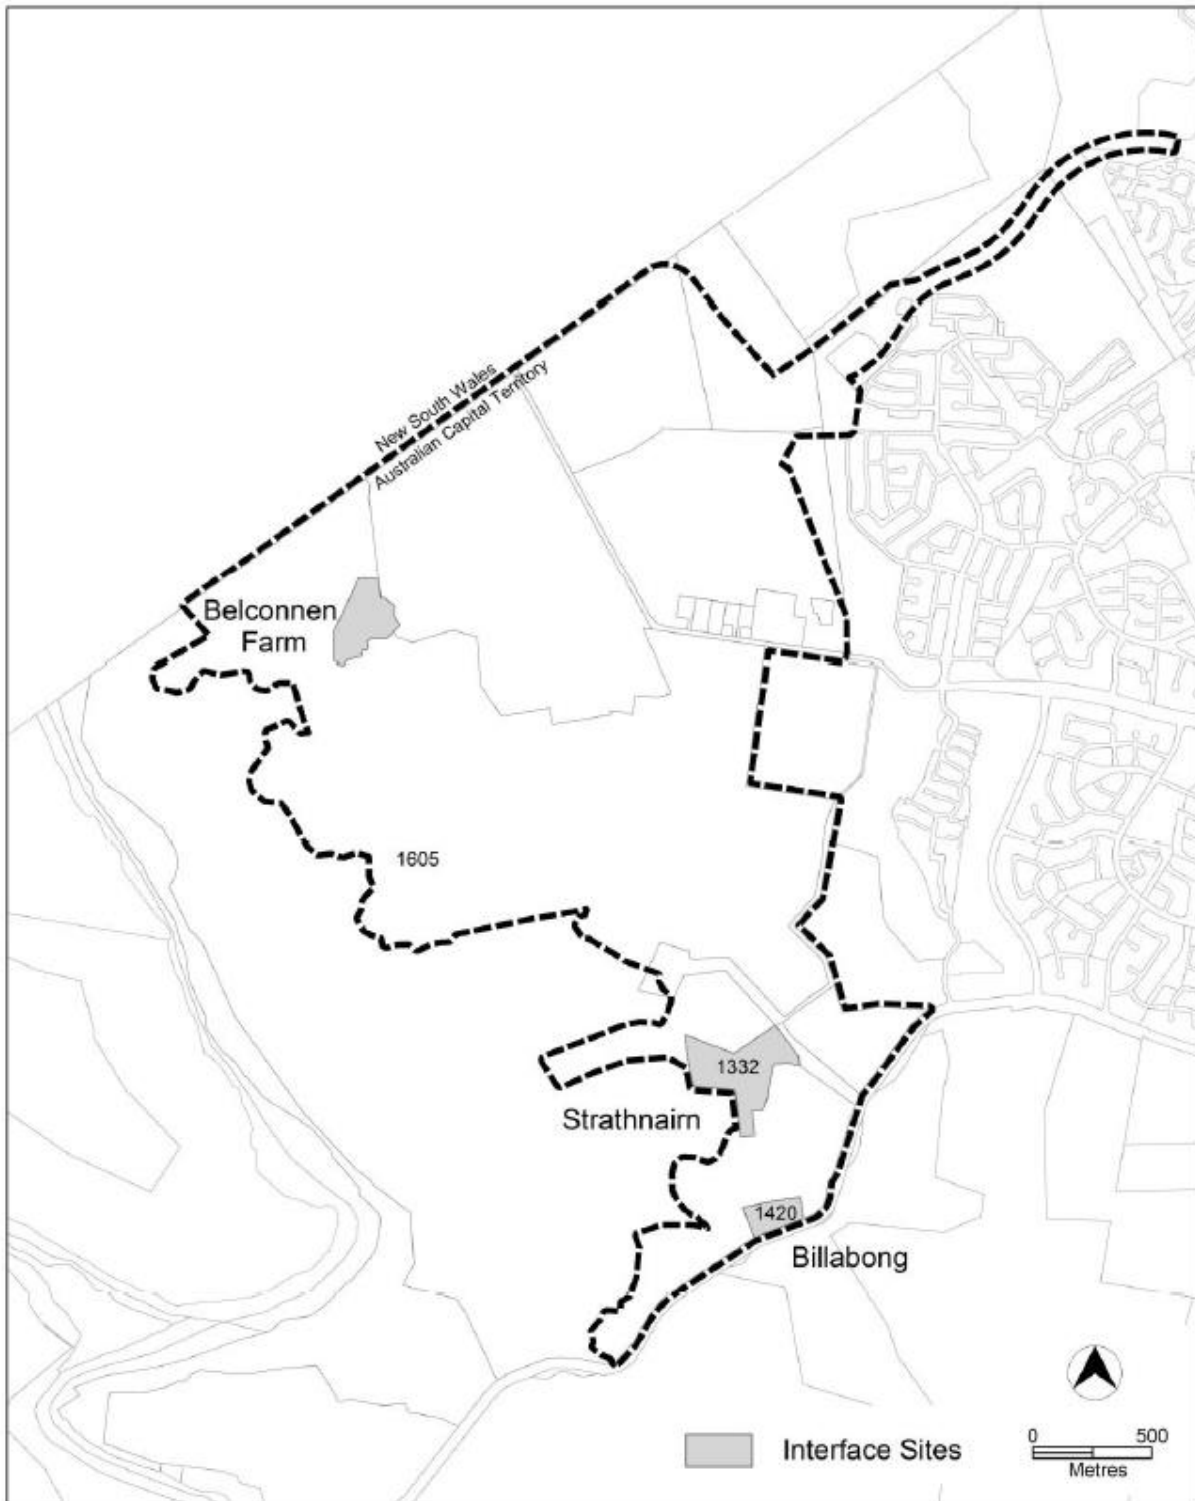 New South Wales
Australian Capital Territory
Belconnen
Farm
1605
1332
Strathnairn
1420
Billabong
Interface Sites
0 500
Metres